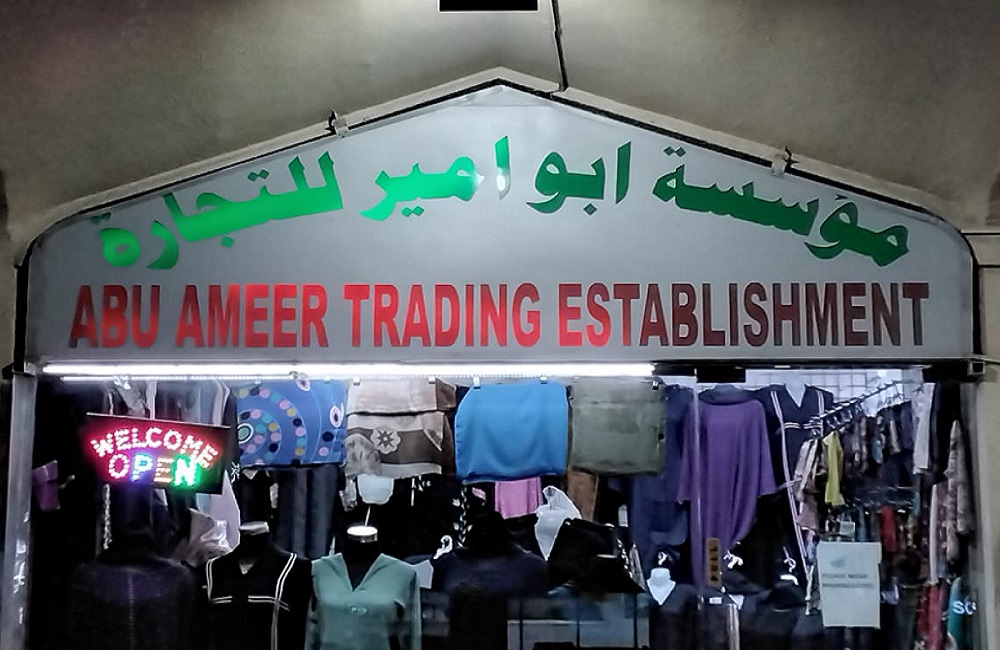 مؤسسة ابو امير للتجارة
ABU AMEER TRADING ESTABLISHMENT
WELCOME
OPEN